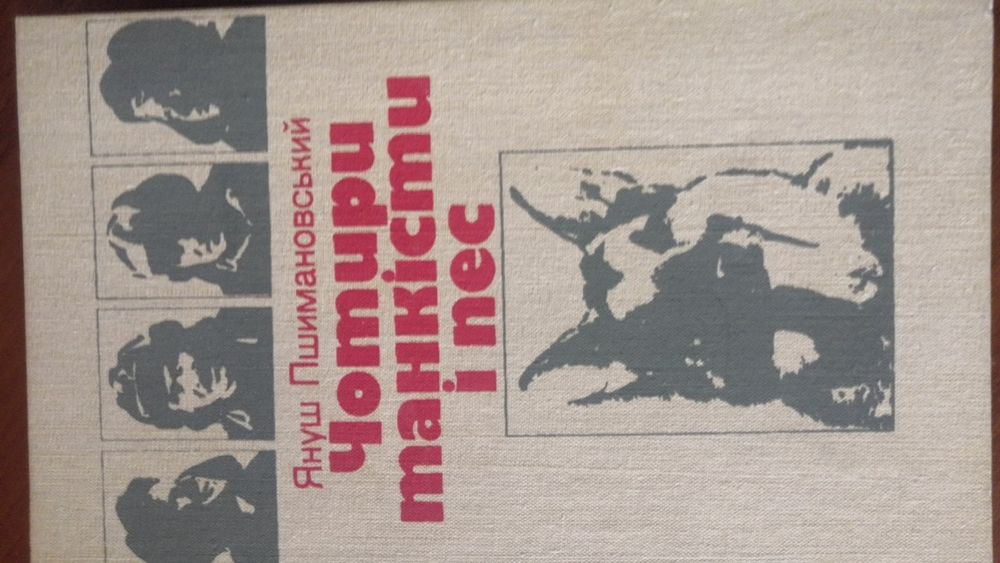 Януш Пшимановський
Чотири
танкісти
і пес